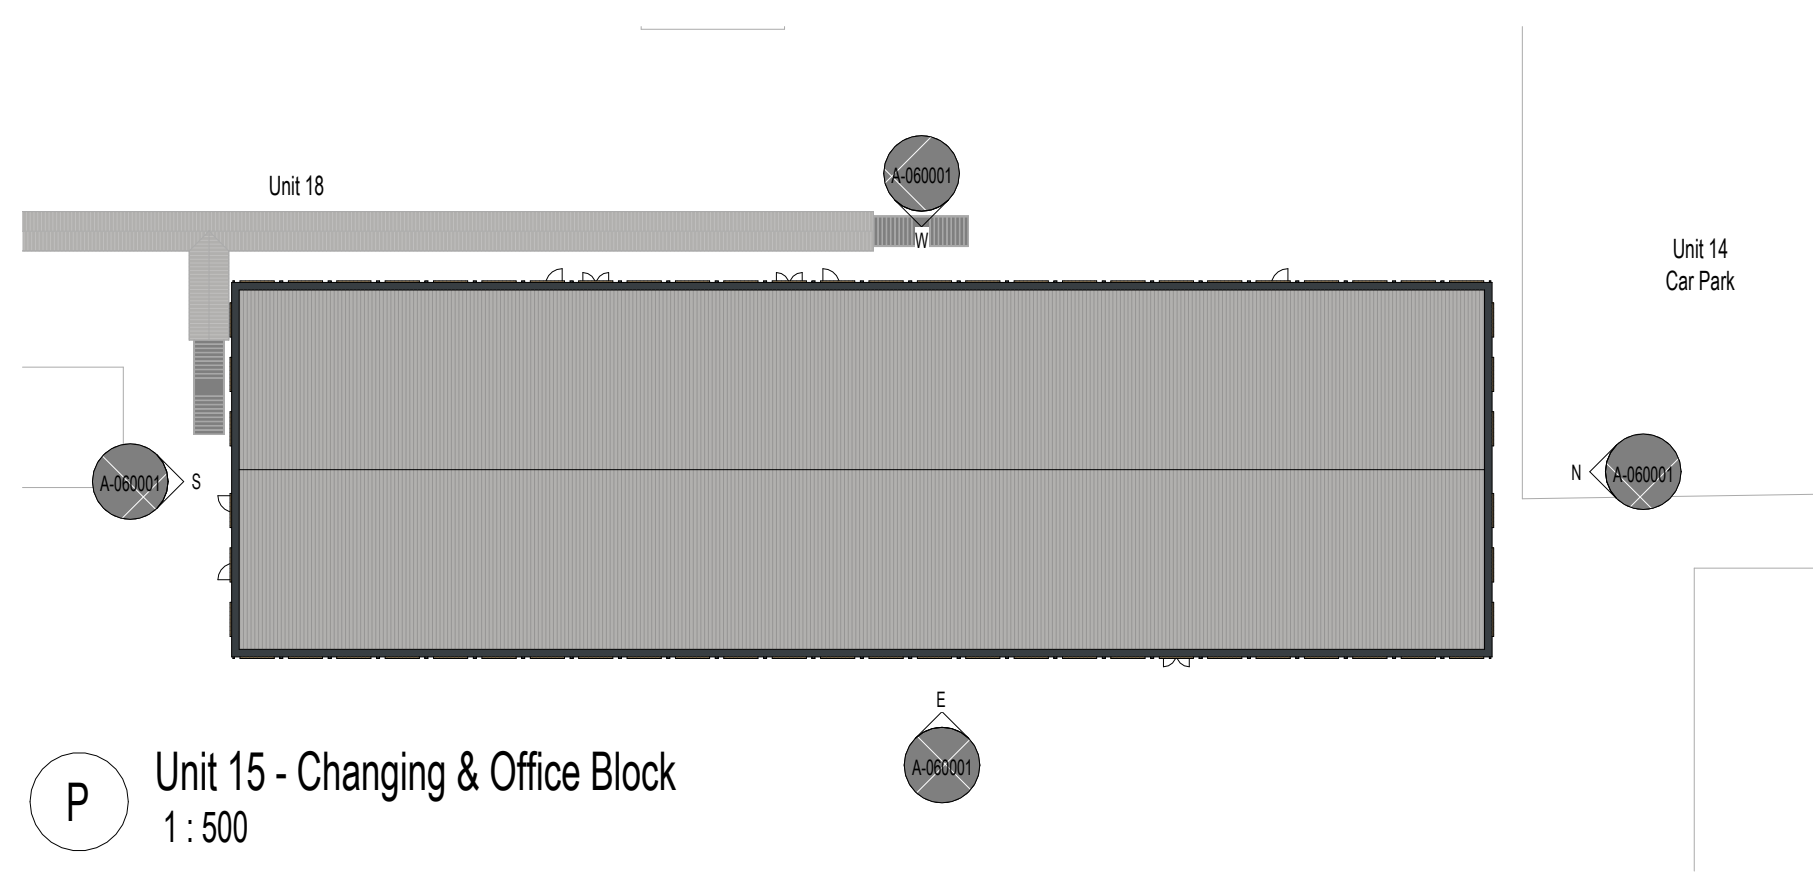 A-060001
Unit 18
W
Unit 14
Car Park
A-060001
S
N
A-060001
E
A-060001
P
Unit 15 - Changing & Office Block
1 : 500